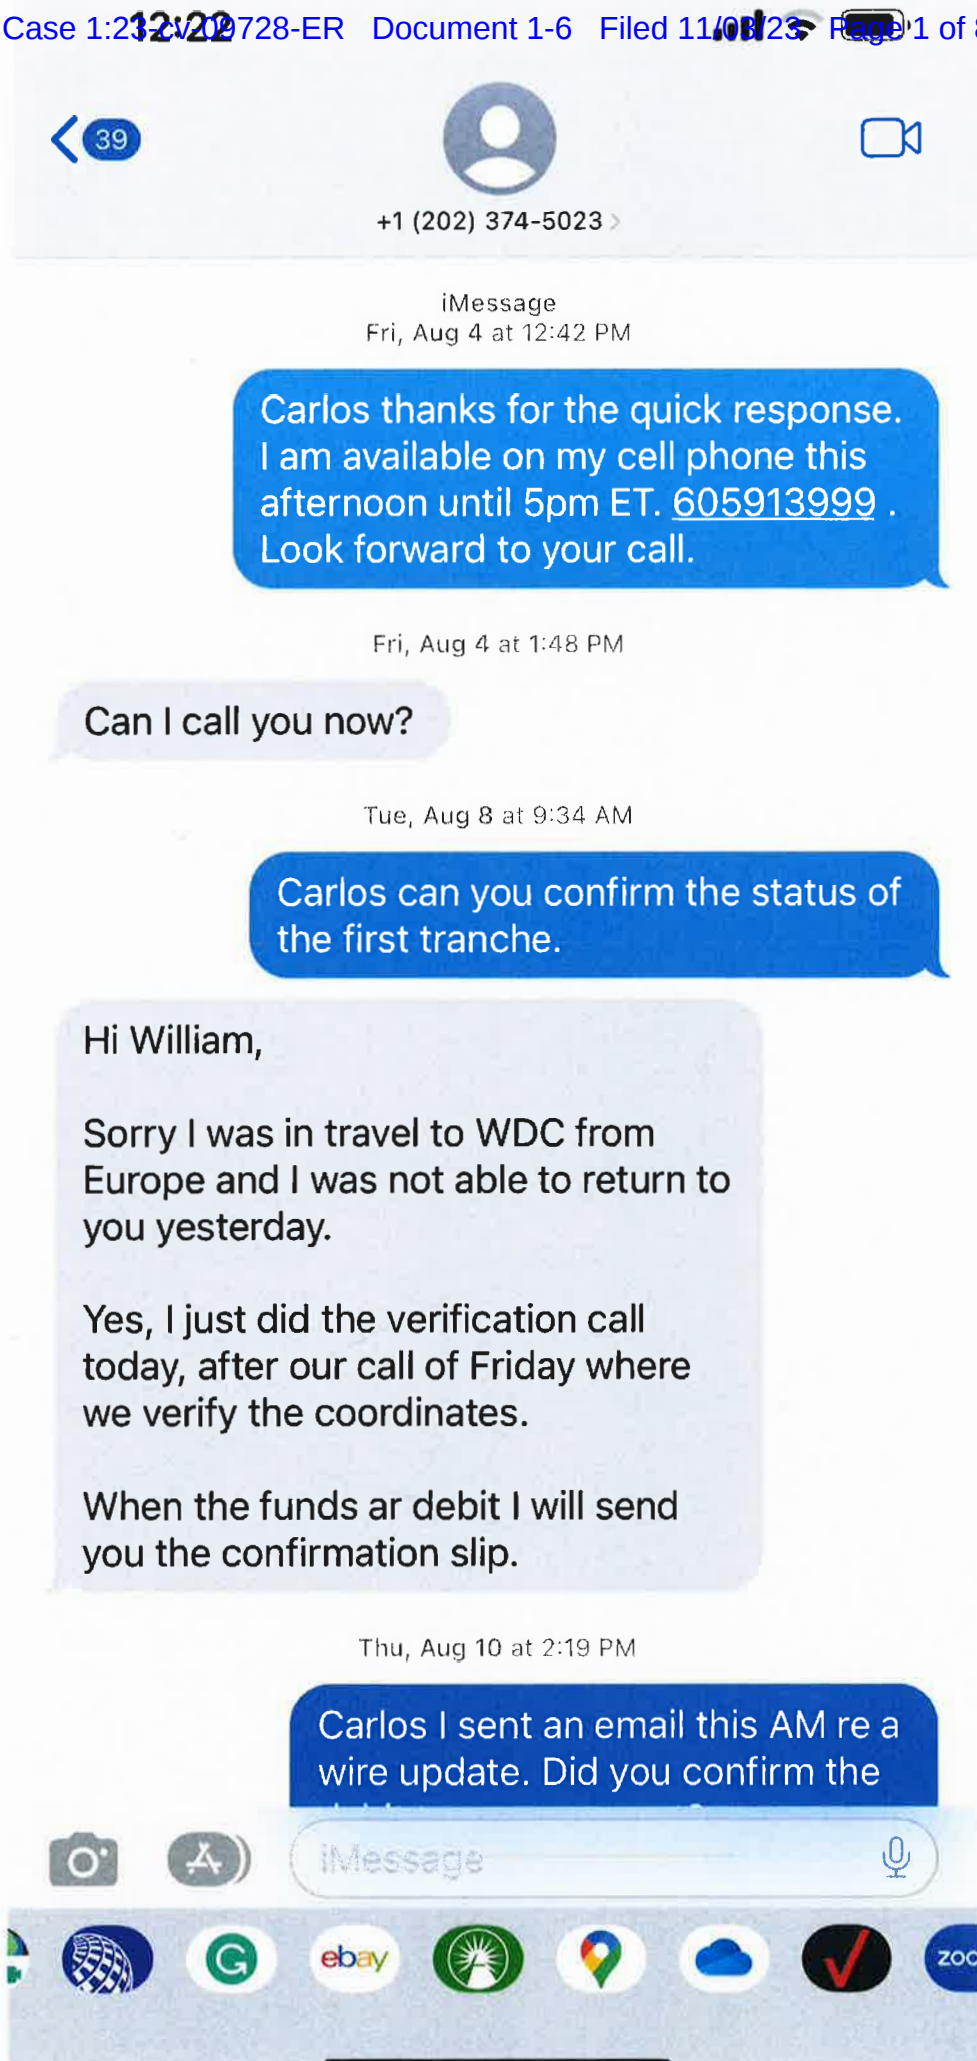 Case 1:23-cv-09728-ER Document 1-6 Filed 11/03/23 Page 1 of
12:22
39
+1 (202) 374-5023
iMessage
Fri, Aug 4 at 12:42 PM
Carlos thanks for the quick response.
I am available on my cell phone this
afternoon until 5pm ET. 605913999 .
Look forward to your call.
Fri, Aug 4 at 1:48 PM
Can I call you now?
Tue, Aug 8 at 9:34 AM
Carlos can you confirm the status of
the first tranche.
Hi William,
Sorry I was in travel to WDC from
Europe and I was not able to return to
you yesterday.
Yes, I just did the verification call
today, after our call of Friday where
we verify the coordinates.
When the funds ar debit I will send
you the confirmation slip.
Thu, Aug 10 at 2:19 PM
Carlos I sent an email this AM re a
wire update. Did you confirm the
iMessage
ebay